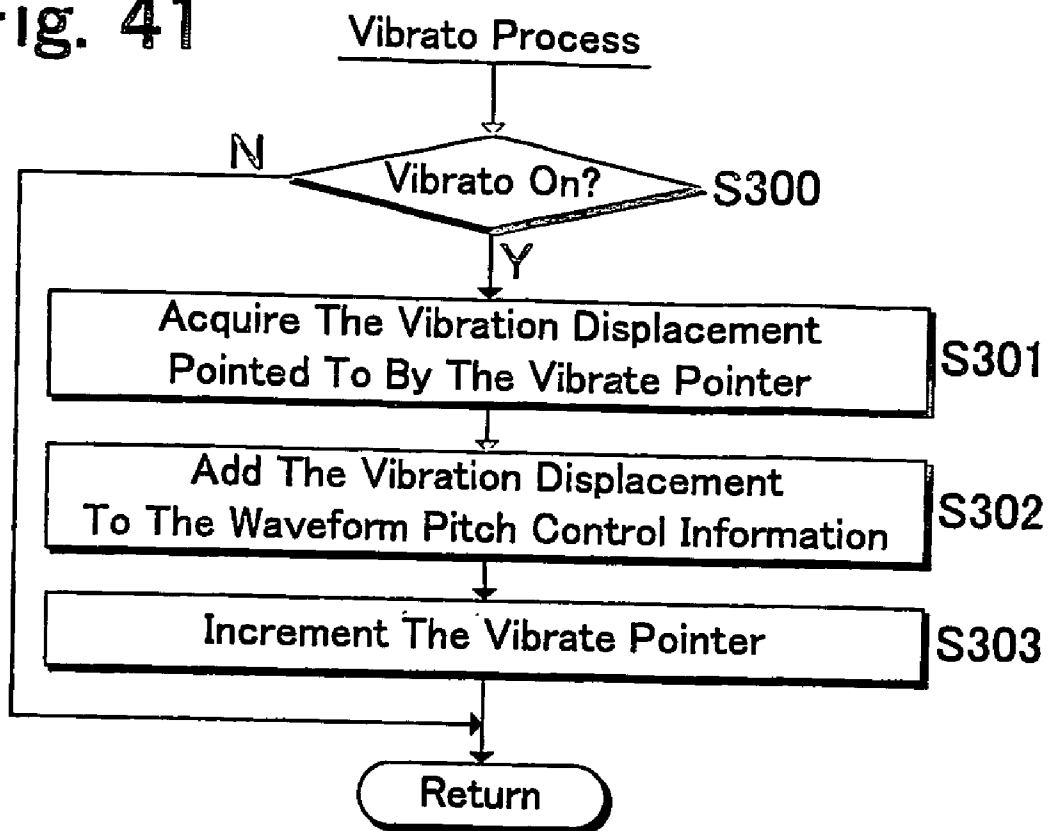 Fig. 41
Vibrato Process
N
Vibrato On?
S300
Y
Acquire The Vibration Displacement
Pointed To By The Vibrate Pointer
S301
Add The Vibration Displacement
To The Waveform Pitch Control Information
S302
Increment The Vibrate Pointer
S303
Return